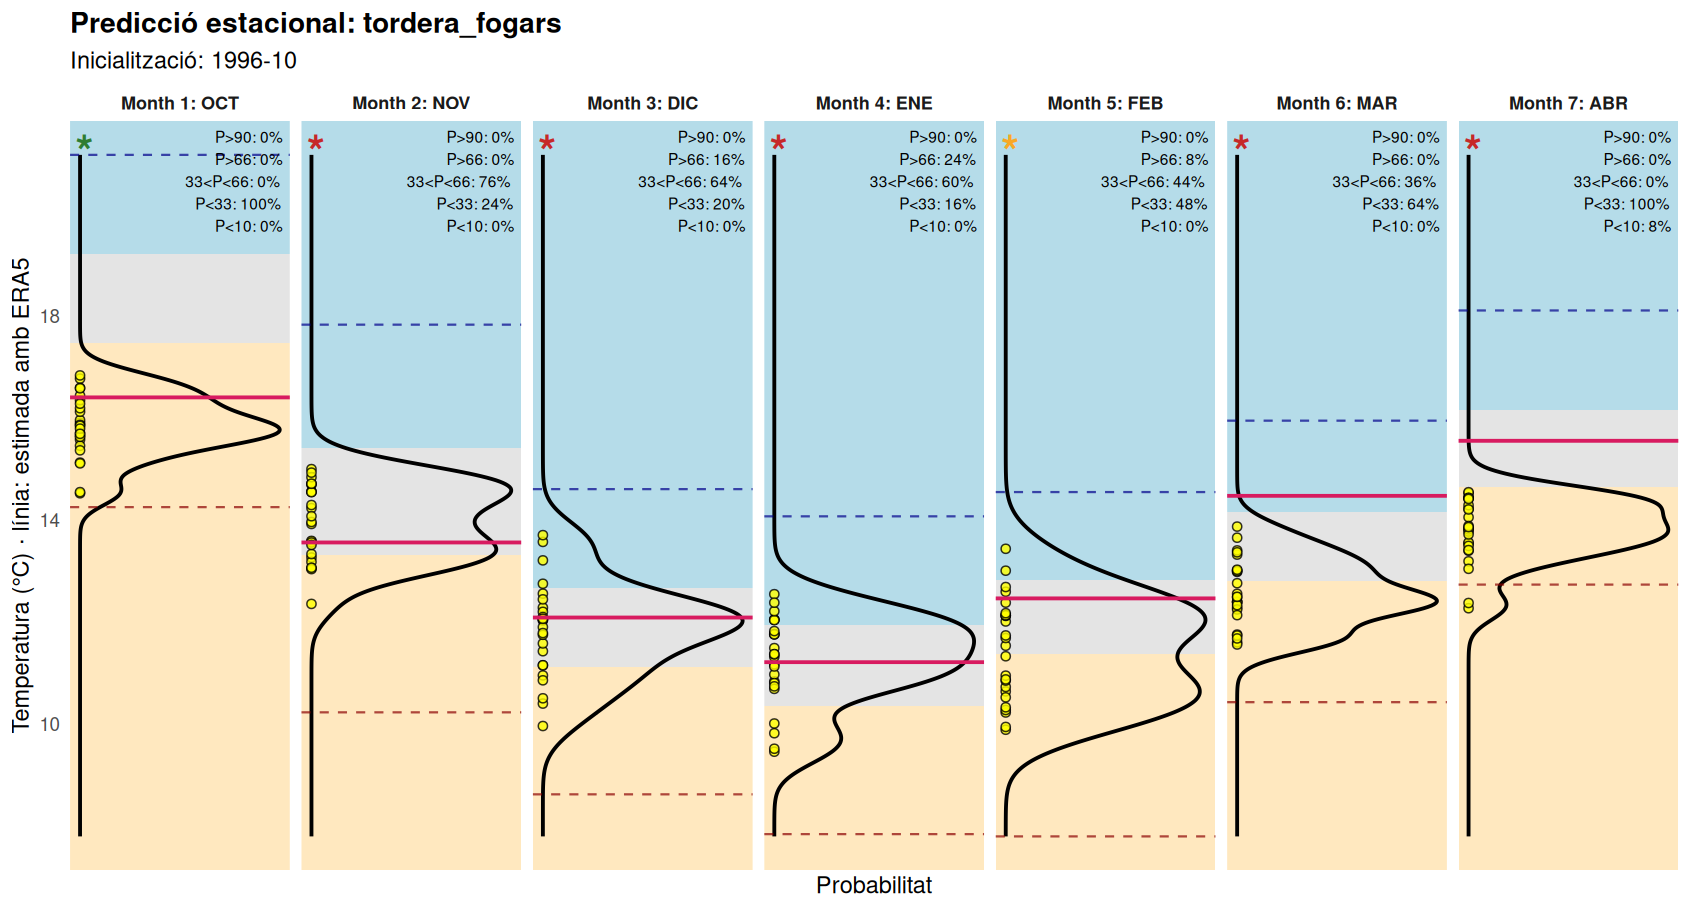 Predicció estacional: tordera_fogars
Inicialització: 1996-10
Month 1: OCT
Month 2: NOV
Month 3: DIC
Month 4: ENE
Month 5: FEB
Month 6: MAR
Month 7: ABR
*
P>90: 0%
P>66: 0%
33<P<66: 0%
P<33: 100%
P<10: 0%
*
P>90: 0%
P>66: 0%
33<P<66: 76%
P<33: 24%
P<10: 0%
*
P>90: 0%
P>66: 16%
33<P<66: 64%
P<33: 20%
P<10: 0%
*
P>90: 0%
P>66: 24%
33<P<66: 60%
P<33: 16%
P<10: 0%
*
P>90: 0%
P>66: 8%
33<P<66: 44%
P<33: 48%
P<10: 0%
*
P>90: 0%
P>66: 0%
33<P<66: 36%
P<33: 64%
P<10: 0%
*
P>90: 0%
P>66: 0%
33<P<66: 0%
P<33: 100%
P<10: 8%
Temperatura (°C) · línia: estimada amb ERA5
18
14
10
Probabilitat